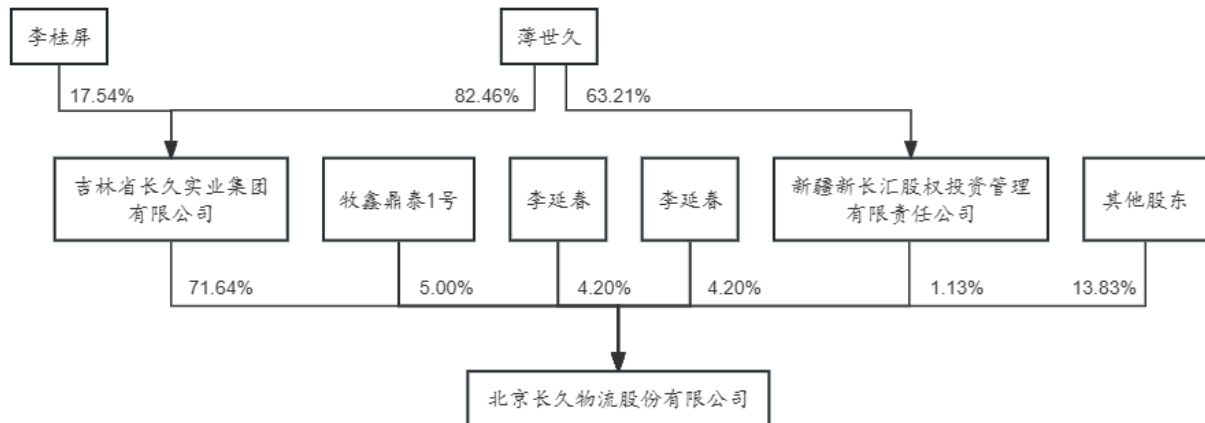 李桂屏
薄世久
17.54%
82.46%
63.21%
吉林省长久实业集团
有限公司
牧鑫鼎泰1号
李延春
李延春
新疆新长汇股权投资管理
有限责任公司
其他股东
71.64%
5.00%
4.20%
4.20%
1.13%
13.83%
北京长久物流股份有限公司